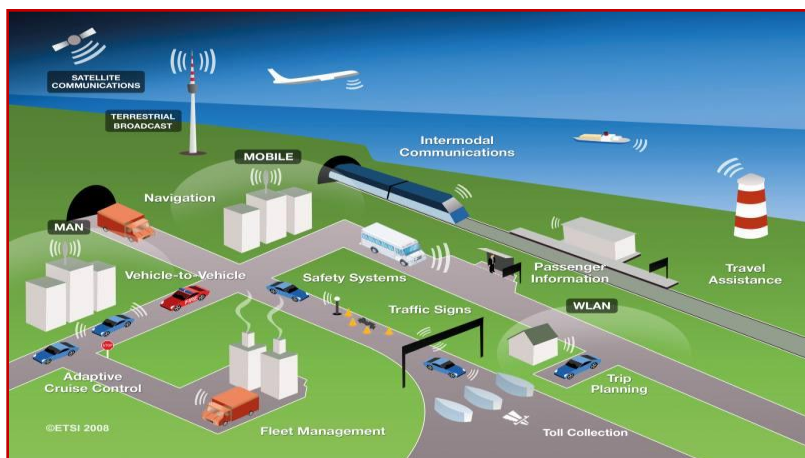 SATELLITE
COMMUNICATIONS
TERRESTRIAL
BROADCAST
Intermodal
Communications
MOBILE
Navigation
MAN
Vehicle-to-Vehicle
Safety Systems
Passenger
Information
Travel
Assistance
Traffic Signs
WLAN
STOP
Adaptive
Cruise Control
Trip
Planning
©ETSI 2008
Fleet Management
Toll Collection